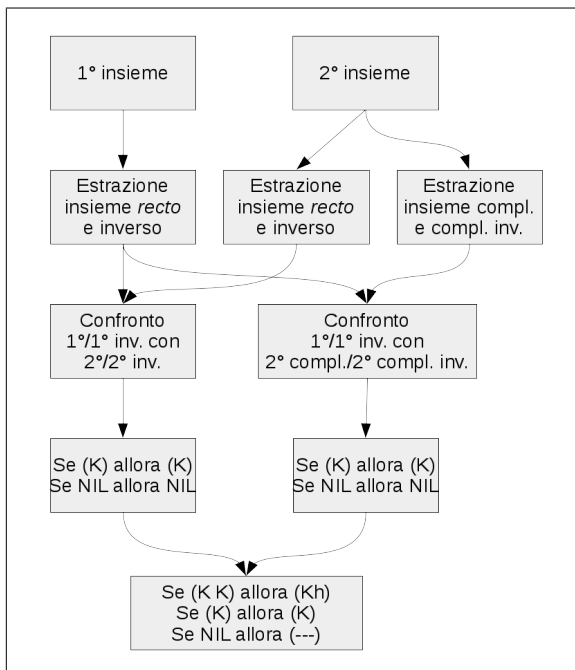 1° insieme
2° insieme
Estrazione
insieme recto
e inverso
Estrazione
insieme recto
e inverso
Estrazione
insieme compl.
e compl. inv.
Confronto
1°/1° inv. con
2°/2° inv.
Confronto
1°/1° inv. con
2° compl./2° compl. inv.
Se (K) allora (K)
Se NIL allora NIL
Se (K) allora (K)
Se NIL allora NIL
Se (K K) allora (Kh)
Se (K) allora (K)
Se NIL allora (---)